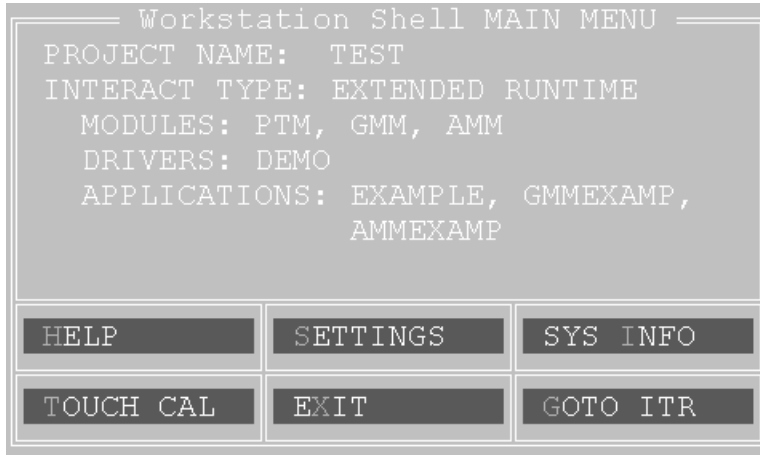 Workstation Shell MAIN MENU
PROJECT NAME: TEST
INTERACT TYPE: EXTENDED RUNTIME
MODULES: PTM, GMM, AMM
DRIVERS: DEMO
APPLICATIONS: EXAMPLE, GMMEXAMP,
AMMEXAMP
HELP SETTINGS SYS INFO
TOUCH CAL EXIT GOTO ITR